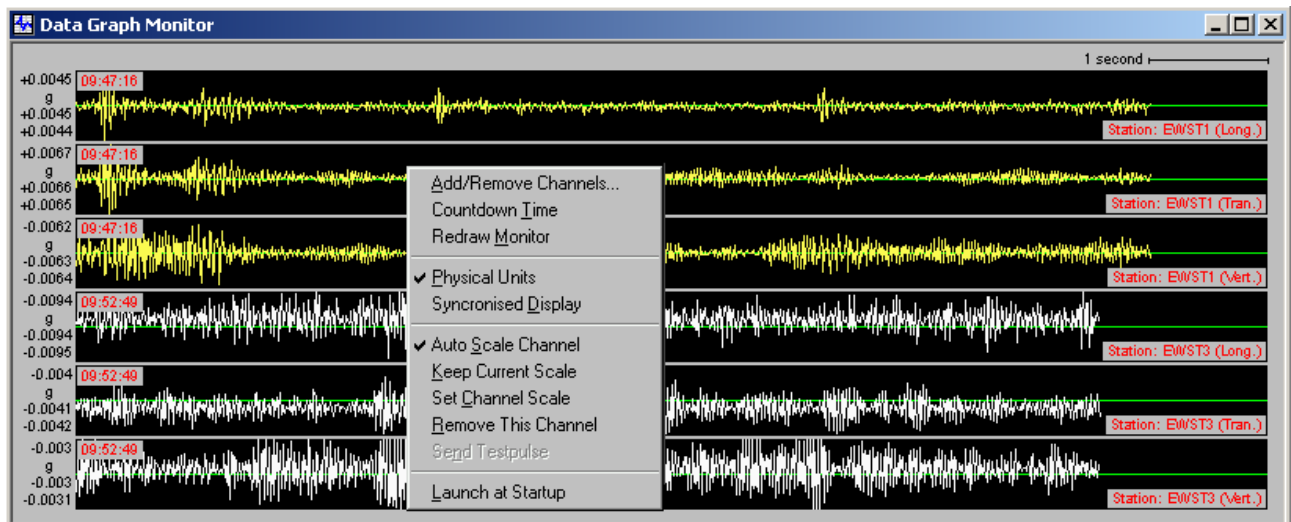 Data Graph Monitor
1 second
+0.0045
g
+0.0045
+0.0044
09:47:16
Station: EWST1 (Long.)
+0.0067
g
+0.0066
+0.0065
09:47:16
Station: EWST1 (Tran.)
-0.0062
g
-0.0063
-0.0064
09:47:16
Station: EWST1 (Vert.)
-0.0094
g
-0.0094
-0.0095
09:52:49
Station: EWST3 (Long.)
-0.004
g
-0.0041
-0.0042
09:52:49
Station: EWST3 (Tran.)
-0.003
g
-0.003
-0.0031
09:52:49
Station: EWST3 (Vert.)
Add/Remove Channels...
Countdown Time
Redraw Monitor
Physical Units
Syncronised Display
Auto Scale Channel
Keep Current Scale
Set Channel Scale
Remove This Channel
Send Testpulse
Launch at Startup